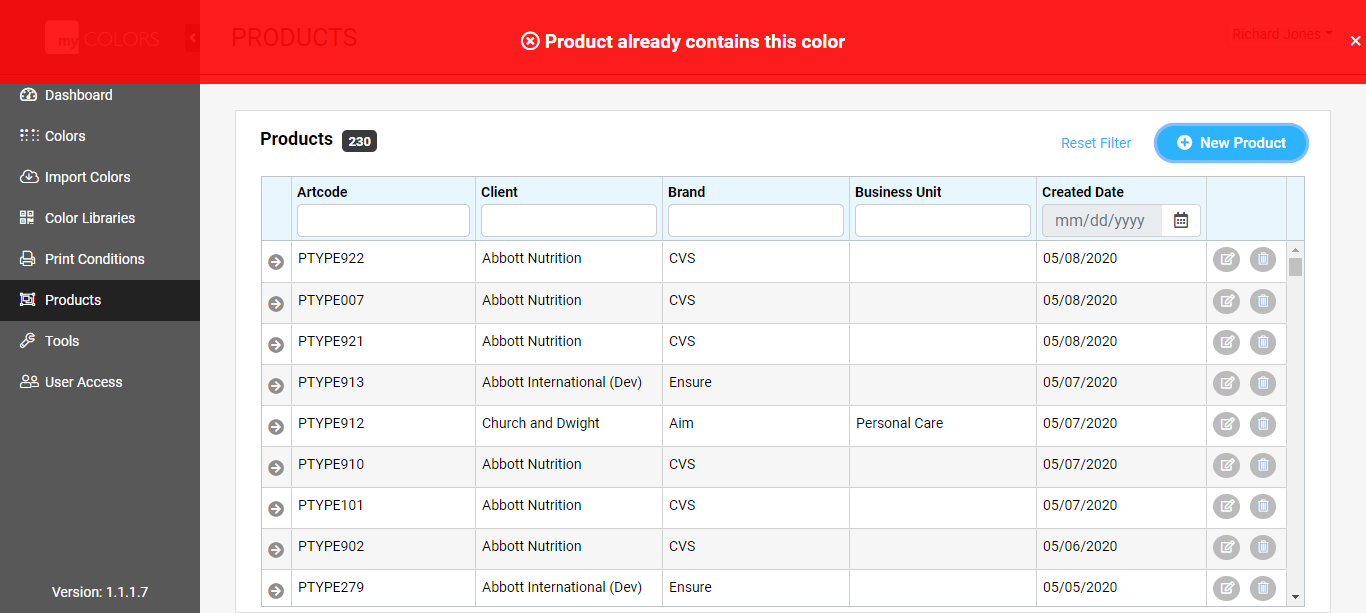 my COLORS
PRODUCTS
Product already contains this color
Richard Jones
Dashboard
Colors
Import Colors
Color Libraries
Print Conditions
Products
Tools
User Access
Version: 1.1.1.7
Products 230
Reset Filter
New Product
Artcode Client Brand Business Unit Created Date
mm/dd/yyyy
PTYPE922 Abbott Nutrition CVS 05/08/2020
PTYPE007 Abbott Nutrition CVS 05/08/2020
PTYPE921 Abbott Nutrition CVS 05/08/2020
PTYPE913 Abbott International (Dev) Ensure 05/07/2020
PTYPE912 Church and Dwight Aim Personal Care 05/07/2020
PTYPE910 Abbott Nutrition CVS 05/07/2020
PTYPE101 Abbott Nutrition CVS 05/07/2020
PTYPE902 Abbott Nutrition CVS 05/06/2020
PTYPE279 Abbott International (Dev) Ensure 05/05/2020